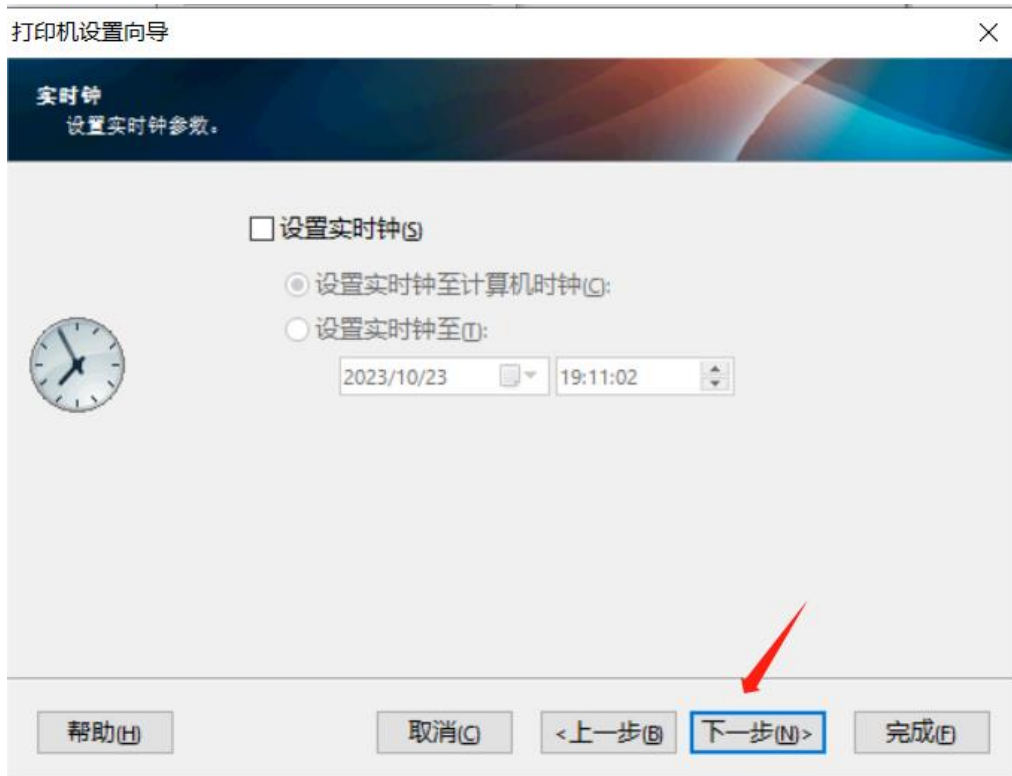 打印机设置向导
实时钟
设置实时钟参数。
设置实时钟(S)
设置实时钟至计算机时钟(C):
设置实时钟至(T):
2023/10/23 19:11:02
帮助(H) 取消(C) <上一步(B) 下一步(N)> 完成(F)